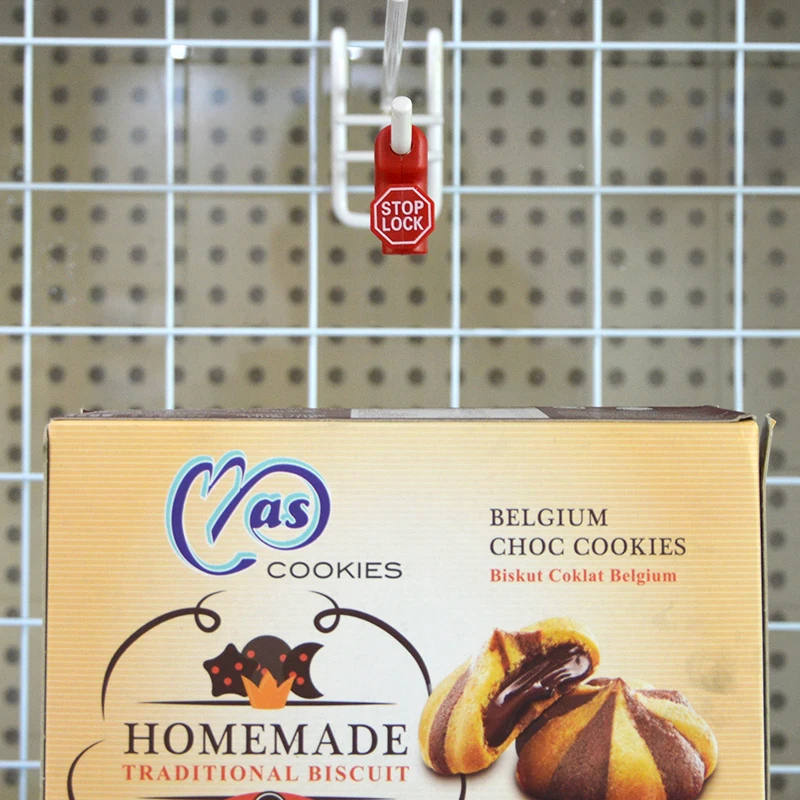 STOP
LOCK
Mas
COOKIES
BELGIUM
CHOC COOKIES
Biskut Coklat Belgium
HOMEMADE
TRADITIONAL BISCUIT